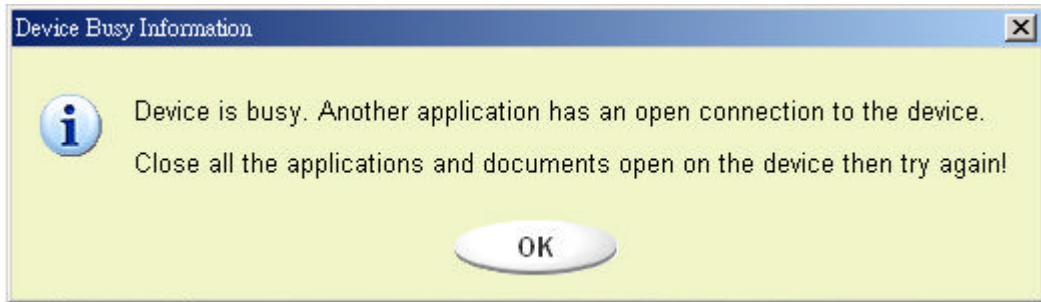 Device Busy Information
Device is busy. Another application has an open connection to the device.
Close all the applications and documents open on the device then try again!
OK